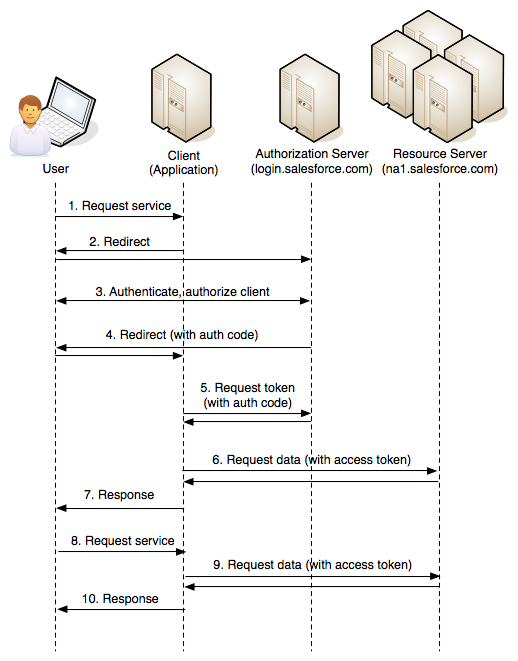 User
Client
(Application)
Authorization Server
(login.salesforce.com)
Resource Server
(na1.salesforce.com)
1. Request service
2. Redirect
3. Authenticate, authorize client
4. Redirect (with auth code)
5. Request token
(with auth code)
6. Request data (with access token)
7. Response
8. Request service
9. Request data (with access token)
10. Response